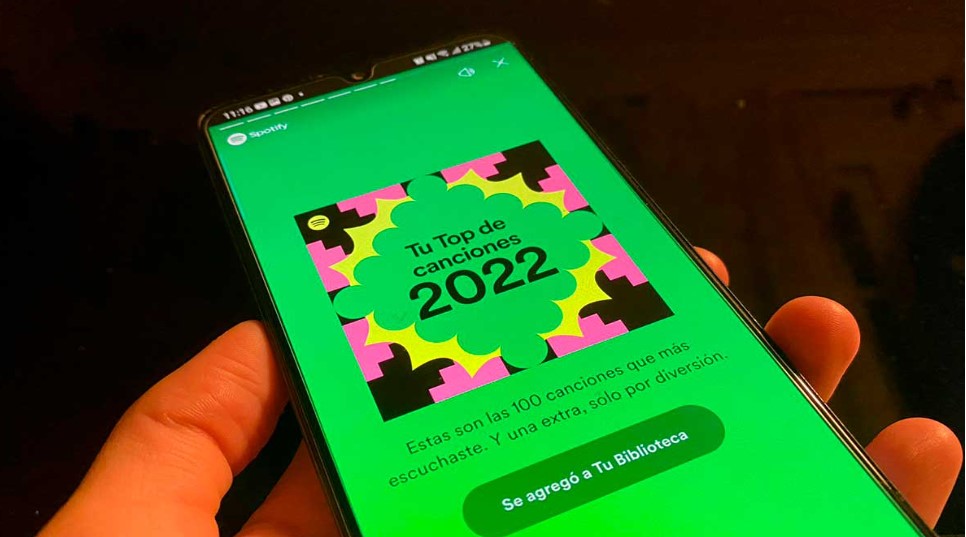 11:16
27%
Spotify
Tu Top de
canciones
2022
Estas son las 100 canciones que más
escuchaste. Y una extra, sólo por diversión.
Se agregó a Tu Biblioteca